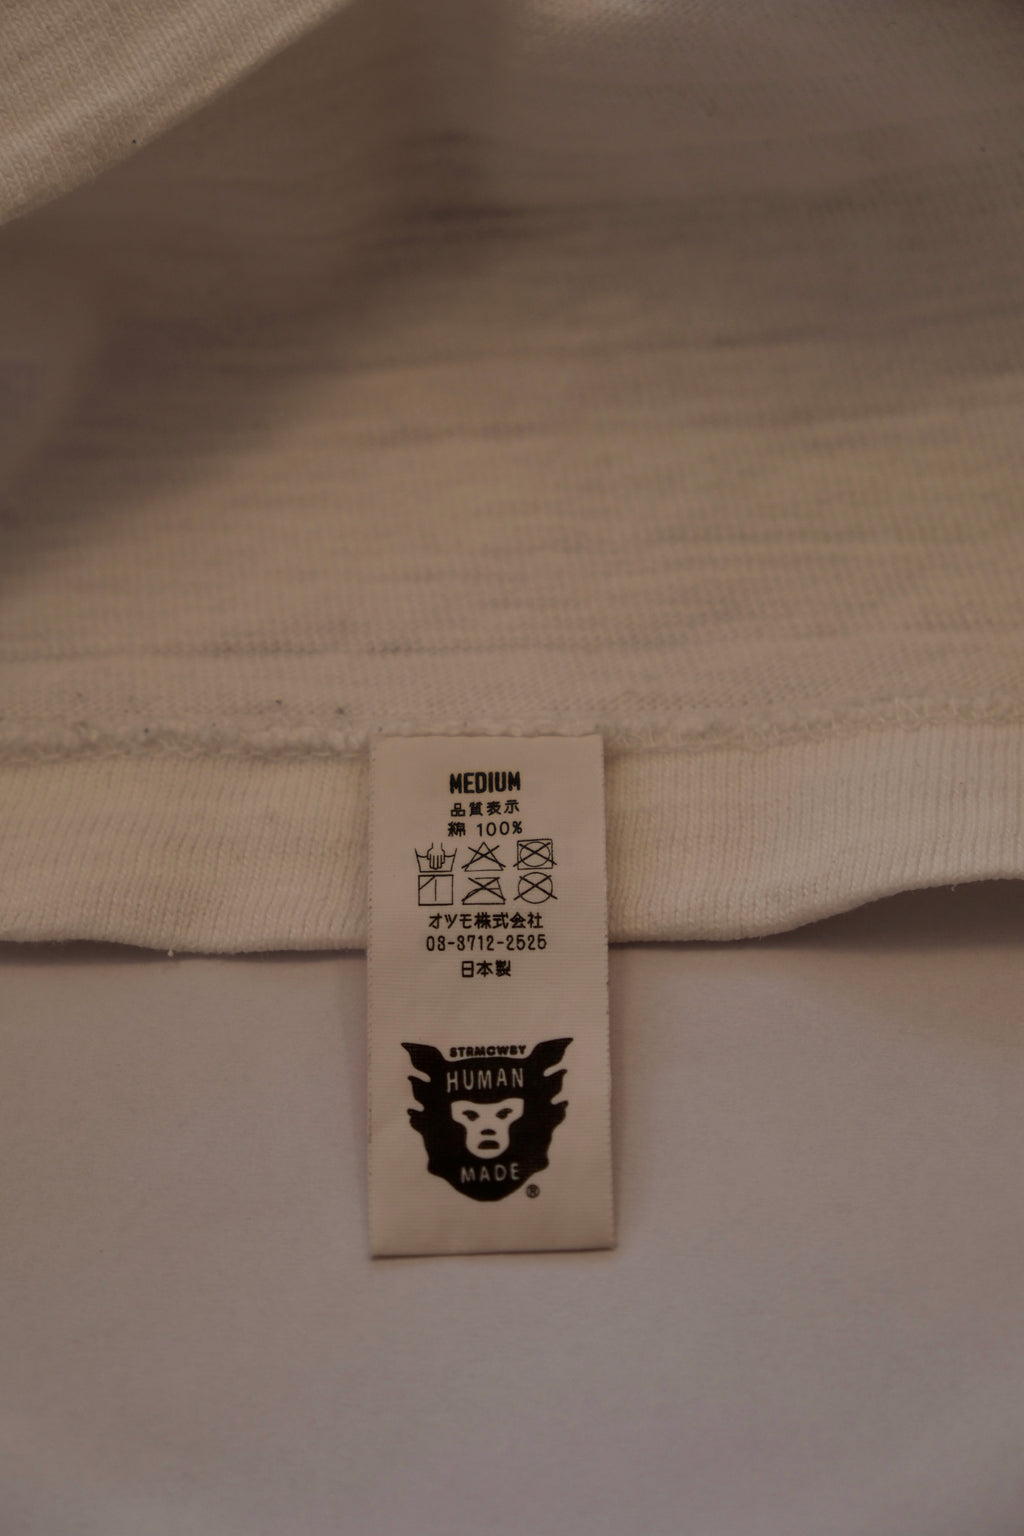 MEDIUM
品質表示
綿 100%
オツモ株式会社
03-3712-2525
日本製
STRMCWBY
HUMAN
MADE
®